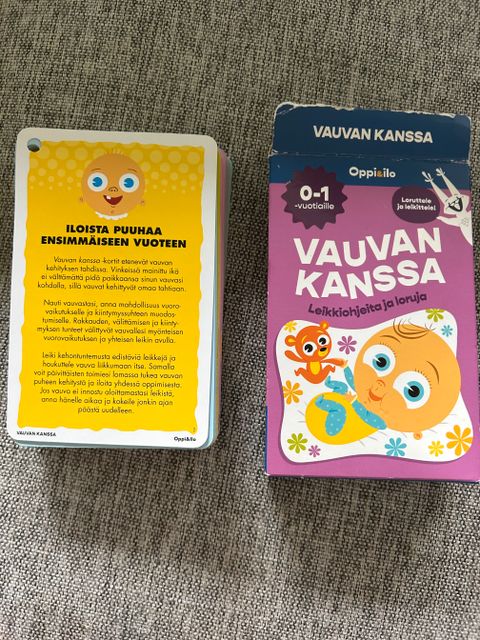 ILOISTA PUUHAA
ENSIMMÄISEEN VUOTEEN
Vauvan kanssa -kortit etenevät vauvan
kehityksen tahdissa. Vinkeissä mainittu ikä
ei välttämättä pidä paikkaansa sinun vauvasi
kohdalla, sillä vauvat kehittyvät omaa tahtiaan.
Nauti vauvastasi, anna mahdollisuus vuoro-
vaikutukselle ja kiintymyssuhteen muodos-
tumiselle. Rakkauden, välittämisen ja kiinty-
myksen tunteet välittyvät vauvallesi myönteisen
vuorovaikutuksen ja yhteisen leikin avulla.
Leiki kehontuntemusta edistäviä leikkejä ja
houkuttele vauva liikkumaan itse. Samalla
voit päivittäisten toimiesi lomassa tukea vauvan
puheen kehitystä ja iloita yhdessä oppimisesta.
Jos vauva ei innostu aloittamastasi leikistä,
anna hänelle aikaa ja kokeile jonkin ajan
päästä uudelleen.
VAUVAN KANSSA
Oppi&ilo
VAUVAN KANSSA
Oppi&ilo
0-1
-vuotiaille
Loruttele
ja leikittele!
VAUVAN
KANSSA
Leikkiohjeita ja loruja